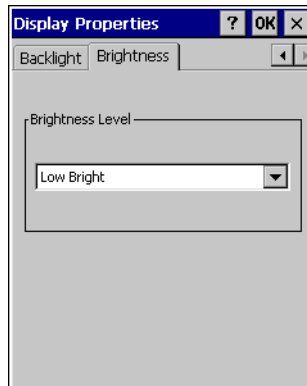 Display Properties ? OK ×
Backlight Brightness
Brightness Level
Low Bright